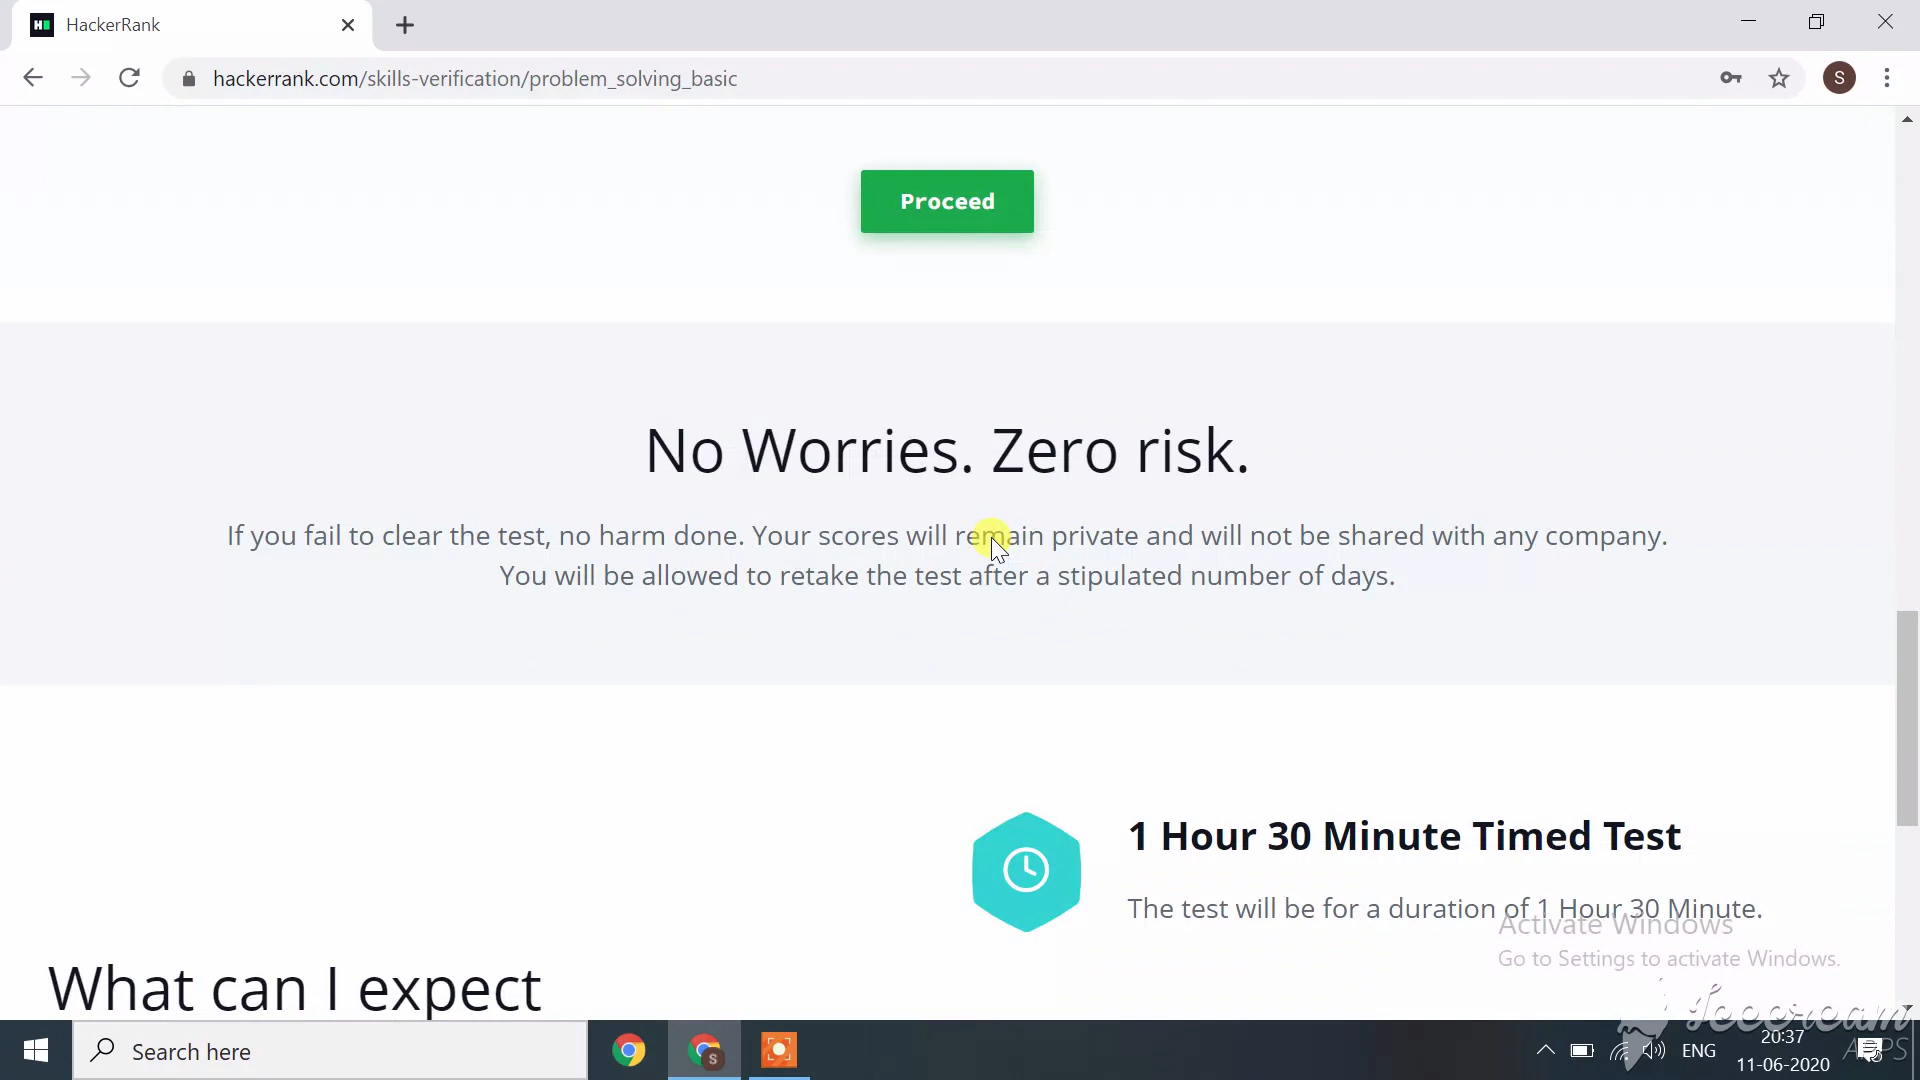 HackerRank
hackerrank.com/skills-verification/problem_solving_basic
S
Proceed
No Worries. Zero risk.
If you fail to clear the test, no harm done. Your scores will remain private and will not be shared with any company.
You will be allowed to retake the test after a stipulated number of days.
1 Hour 30 Minute Timed Test
The test will be for a duration of 1 Hour 30 Minute.
Activate Windows
Go to Settings to activate Windows.
What can I expect
Icecream
APPS
Search here
S
ENG
20:37
11-06-2020